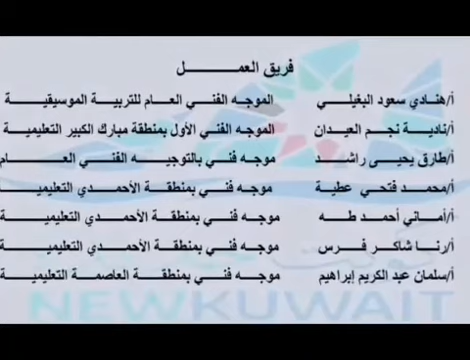 فريق العمل
أ/هنادي سعود البغيلي الموجه الفني العام للتربية الموسيقية
أ/نادية نجم العيدان الموجه الفني الأول بمنطقة مبارك الكبير التعليمية
أ/طارق يحيى راشد موجه فني بالتوجيه الفني العام
أ/محمد فتحي عطية موجه فني بمنطقة الأحمدي التعليمية
أ/أماني أحمد طه موجه فني بمنطقة الأحمدي التعليمية
أ/رنا شاكر فرس موجه فني بمنطقة الأحمدي التعليمية
أ/سلمان عبد الكريم إبراهيم موجه فني بمنطقة العاصمة التعليمية
NEWKUWAIT